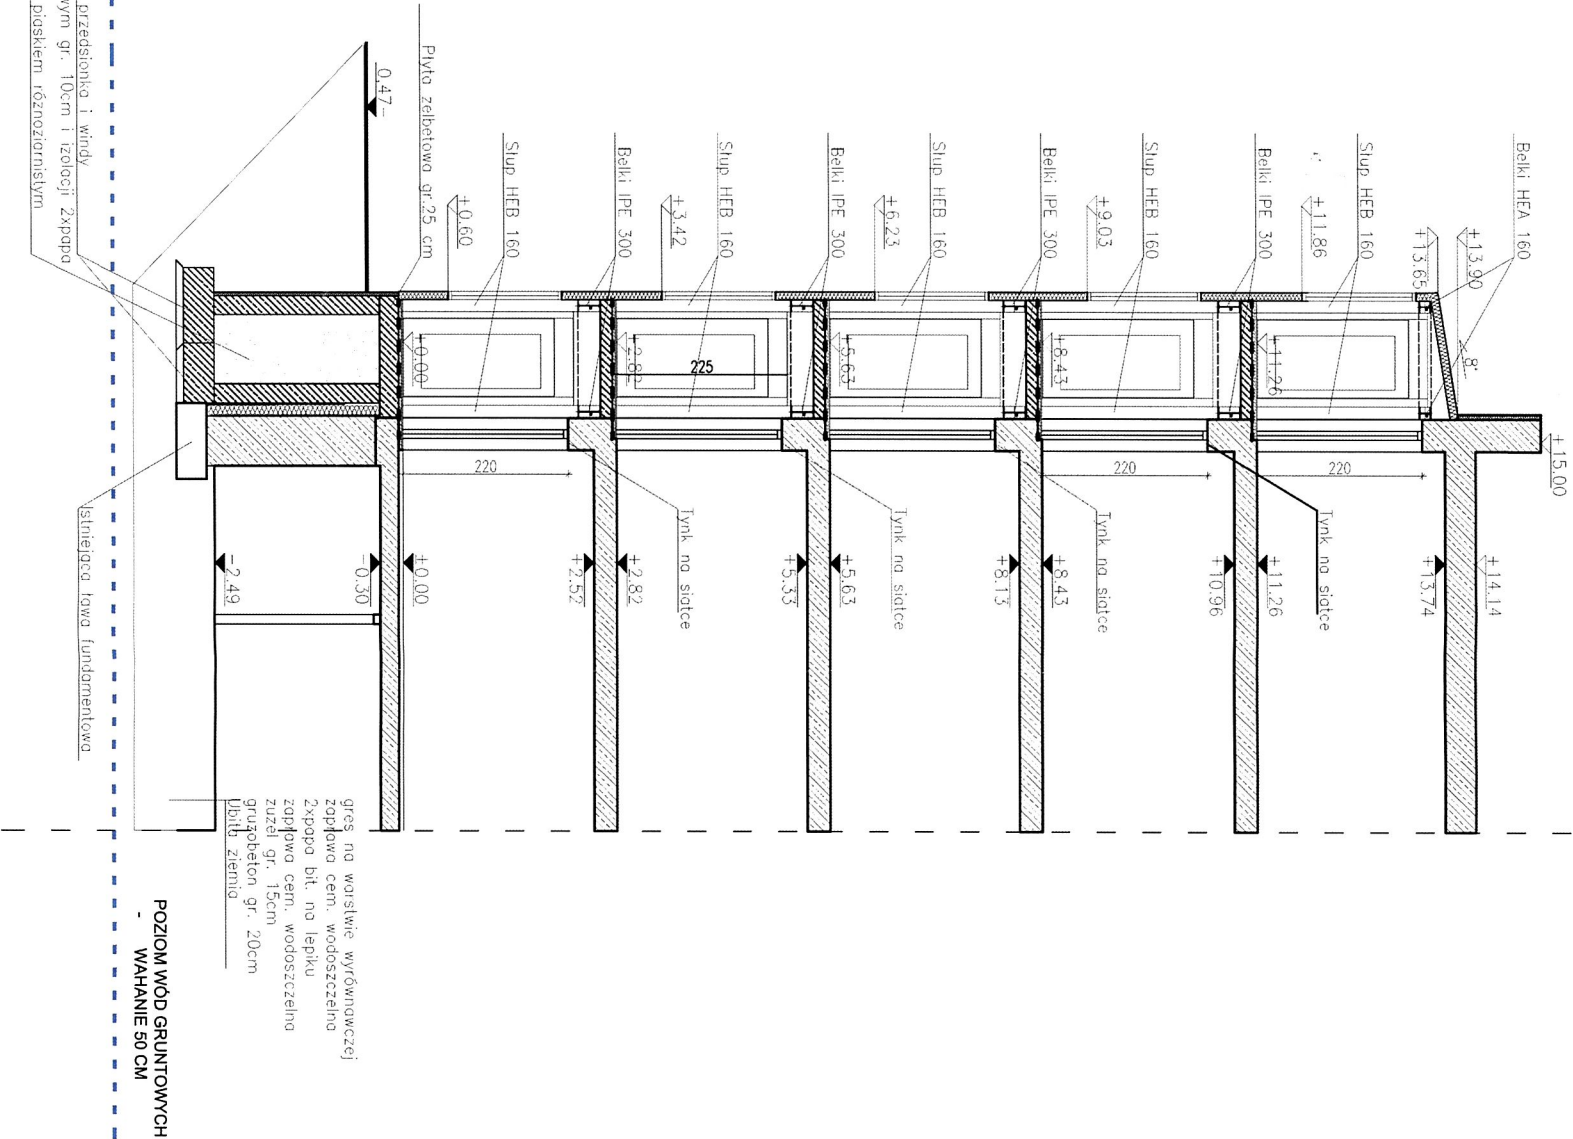 Belki HEA 160
Słup HEB 160
Belki IPE 300
Słup HEB 160
Belki IPE 300
Słup HEB 160
Belki IPE 300
Słup HEB 160
Belki IPE 300
Słup HEB 160
Płyta żelbetowa gr.25 cm
0,47
przedsionka i windy
wym gr. 10cm i izolacji 2xpapa
piaskiem różnoziarnistym
+13.90
+13.65
+11.86
+9.03
+6.23
+3.42
+0.60
8°
+15.00
+11.26
+8.43
+5.63
+2.82
±0.00
225
220
220
220
Tynk na siatce
Tynk na siatce
Tynk na siatce
Tynk na siatce
+14.14
+13.74
+11.26
+10.96
+8.43
+8.13
+5.63
+5.33
+2.82
+2.52
±0.00
-0.30
-2.49
Istniejąca ława fundamentowa
gres na warstwie wyrównawczej
zaprawa cem. wodoszczelna
2xpapa bit. na lepiku
zaprawa cem. wodoszczelna
żużel gr. 15cm
gruzobeton gr. 20cm
Ubita ziemia
POZIOM WÓD GRUNTOWYCH
- WAHANIE 50 CM